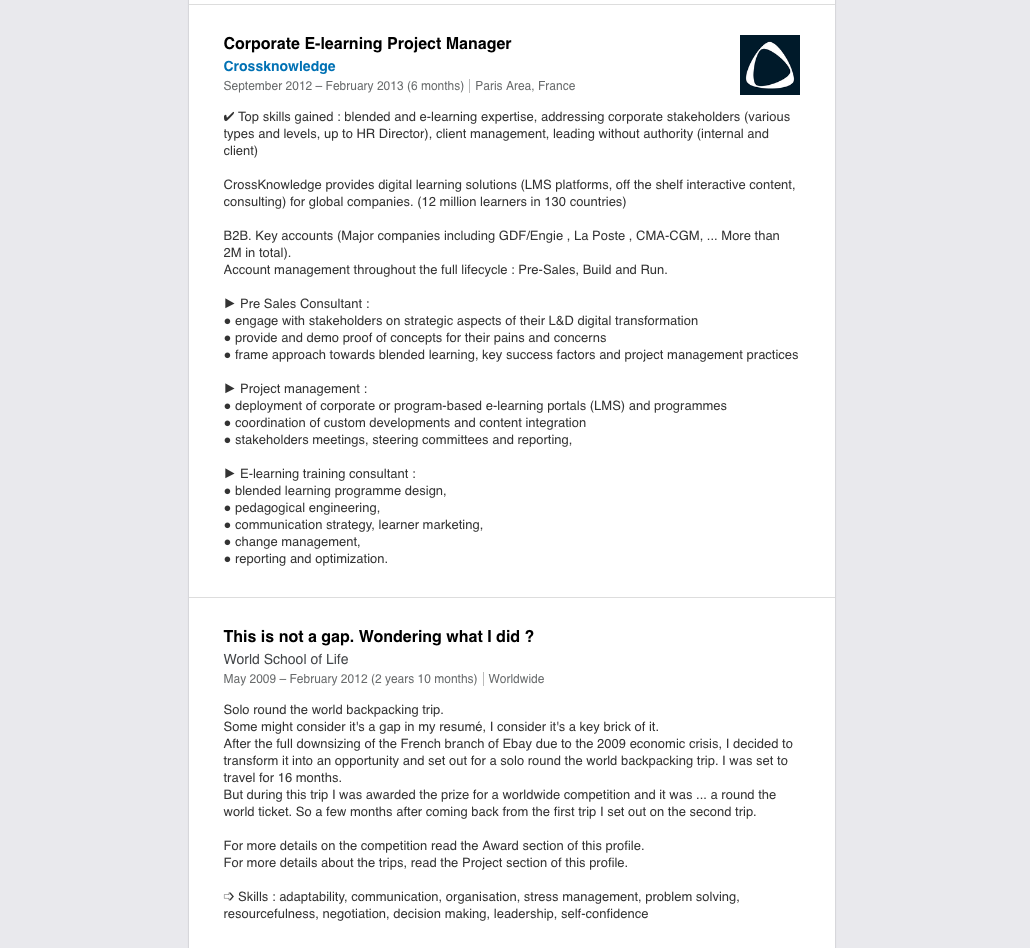 Corporate E-learning Project Manager
Crossknowledge
September 2012 – February 2013 (6 months) | Paris Area, France
✔ Top skills gained : blended and e-learning expertise, addressing corporate stakeholders (various
types and levels, up to HR Director), client management, leading without authority (internal and
client)
CrossKnowledge provides digital learning solutions (LMS platforms, off the shelf interactive content,
consulting) for global companies. (12 million learners in 130 countries)
B2B. Key accounts (Major companies including GDF/Engie , La Poste , CMA-CGM, ... More than
2M in total).
Account management throughout the full lifecycle : Pre-Sales, Build and Run.
► Pre Sales Consultant :
● engage with stakeholders on strategic aspects of their L&D digital transformation
● provide and demo proof of concepts for their pains and concerns
● frame approach towards blended learning, key success factors and project management practices
► Project management :
● deployment of corporate or program-based e-learning portals (LMS) and programmes
● coordination of custom developments and content integration
● stakeholders meetings, steering committees and reporting,
► E-learning training consultant :
● blended learning programme design,
● pedagogical engineering,
● communication strategy, learner marketing,
● change management,
● reporting and optimization.
This is not a gap. Wondering what I did ?
World School of Life
May 2009 – February 2012 (2 years 10 months) | Worldwide
Solo round the world backpacking trip.
Some might consider it's a gap in my resumé, I consider it's a key brick of it.
After the full downsizing of the French branch of Ebay due to the 2009 economic crisis, I decided to
transform it into an opportunity and set out for a solo round the world backpacking trip. I was set to
travel for 16 months.
But during this trip I was awarded the prize for a worldwide competition and it was ... a round the
world ticket. So a few months after coming back from the first trip I set out on the second trip.
For more details on the competition read the Award section of this profile.
For more details about the trips, read the Project section of this profile.
➩ Skills : adaptability, communication, organisation, stress management, problem solving,
resourcefulness, negotiation, decision making, leadership, self-confidence